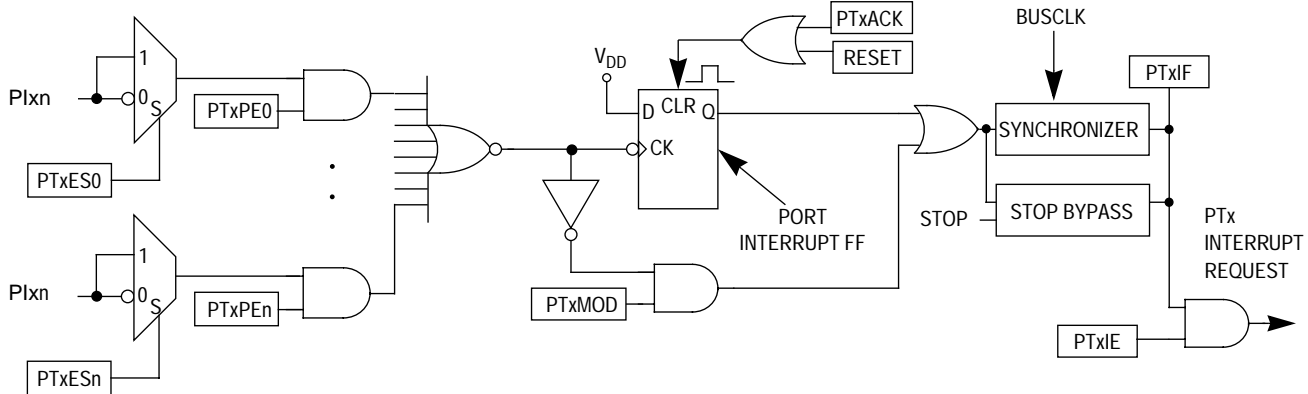 PIxn
1
0
S
PTxES0
PTxPE0
PIxn
1
0
S
PTxESn
PTxPEn
VDD
D
CLR
Q
CK
PTxACK
RESET
PORT
INTERRUPT FF
PTxMOD
BUSCLK
SYNCHRONIZER
STOP
STOP BYPASS
PTxIF
PTx
INTERRUPT
REQUEST
PTxIE